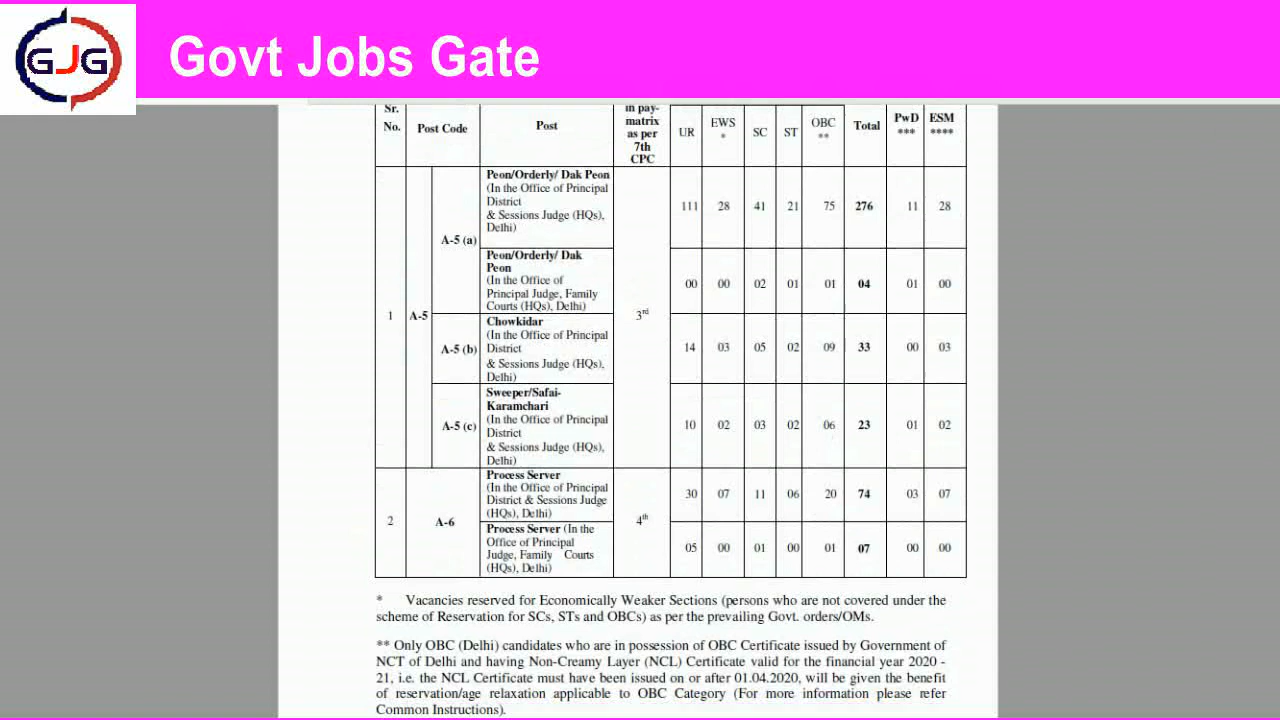 GJG
Govt Jobs Gate
Sr.
No.
Post Code
Post
in pay-
matrix
as per
7th
CPC
UR
EWS
*
SC
ST
OBC
**
Total
PwD
***
ESM
****
1
A-5
A-5 (a)
Peon/Orderly/ Dak Peon
(In the Office of Principal
District
& Sessions Judge (HQs),
Delhi)
3rd
111 28 41 21 75 276 11 28
Peon/Orderly/ Dak
Peon
(In the Office of
Principal Judge, Family
Courts (HQs), Delhi)
00 00 02 01 01 04 01 00
A-5 (b)
Chowkidar
(In the Office of Principal
District
& Sessions Judge (HQs),
Delhi)
14 03 05 02 09 33 00 03
A-5 (c)
Sweeper/Safai-
Karamchari
(In the Office of Principal
District
& Sessions Judge (HQs),
Delhi)
10 02 03 02 06 23 01 02
2
A-6
Process Server
(In the Office of Principal
District & Sessions Judge
(HQs), Delhi)
4th
30 07 11 06 20 74 03 07
Process Server (In the
Office of Principal
Judge, Family Courts
(HQs), Delhi)
05 00 01 00 01 07 00 00
* Vacancies reserved for Economically Weaker Sections (persons who are not covered under the
scheme of Reservation for SCs, STs and OBCs) as per the prevailing Govt. orders/OMs.
** Only OBC (Delhi) candidates who are in possession of OBC Certificate issued by Government of
NCT of Delhi and having Non-Creamy Layer (NCL) Certificate valid for the financial year 2020 -
21, i.e. the NCL Certificate must have been issued on or after 01.04.2020, will be given the benefit
of reservation/age relaxation applicable to OBC Category (For more information please refer
Common Instructions).